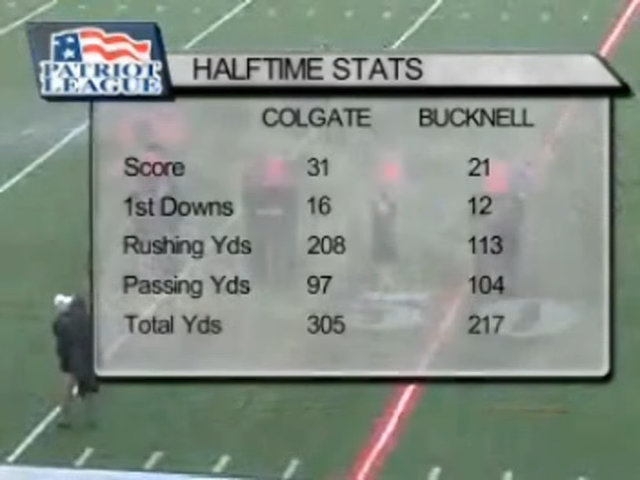 PATRIOT
LEAGUE
HALFTIME STATS
COLGATE BUCKNELL
Score 31 21
1st Downs 16 12
Rushing Yds 208 113
Passing Yds 97 104
Total Yds 305 217